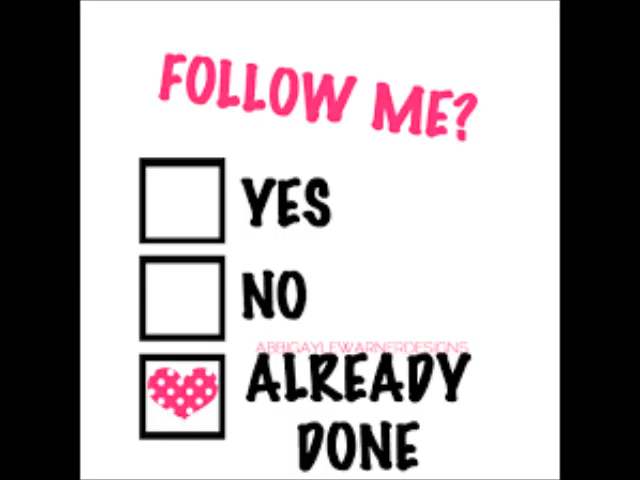 FOLLOW ME?
YES
NO
ABBIGAYLEWARNERDESIGNS
ALREADY
DONE